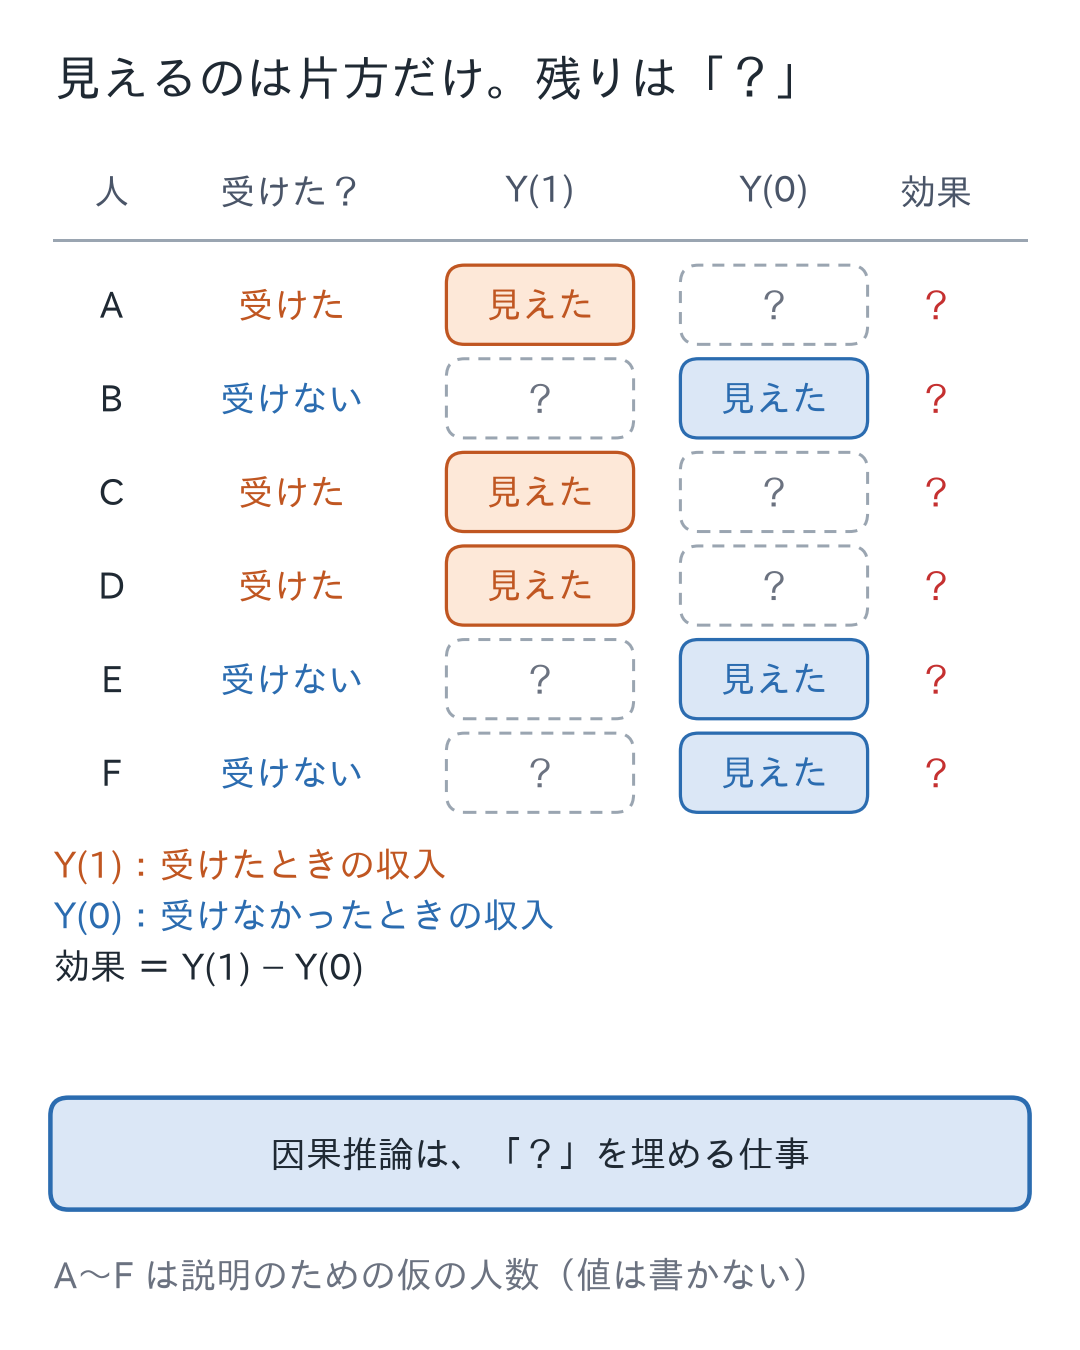 見えるのは片方だけ。残りは「？」
人 受けた？ Y(1) Y(0) 効果
A 受けた 見えた ? ?
B 受けない ? 見えた ?
C 受けた 見えた ? ?
D 受けた 見えた ? ?
E 受けない ? 見えた ?
F 受けない ? 見えた ?
Y(1)：受けたときの収入
Y(0)：受けなかったときの収入
効果 ＝ Y(1) − Y(0)
因果推論は、「？」を埋める仕事
A〜F は説明のための仮の人数（値は書かない）